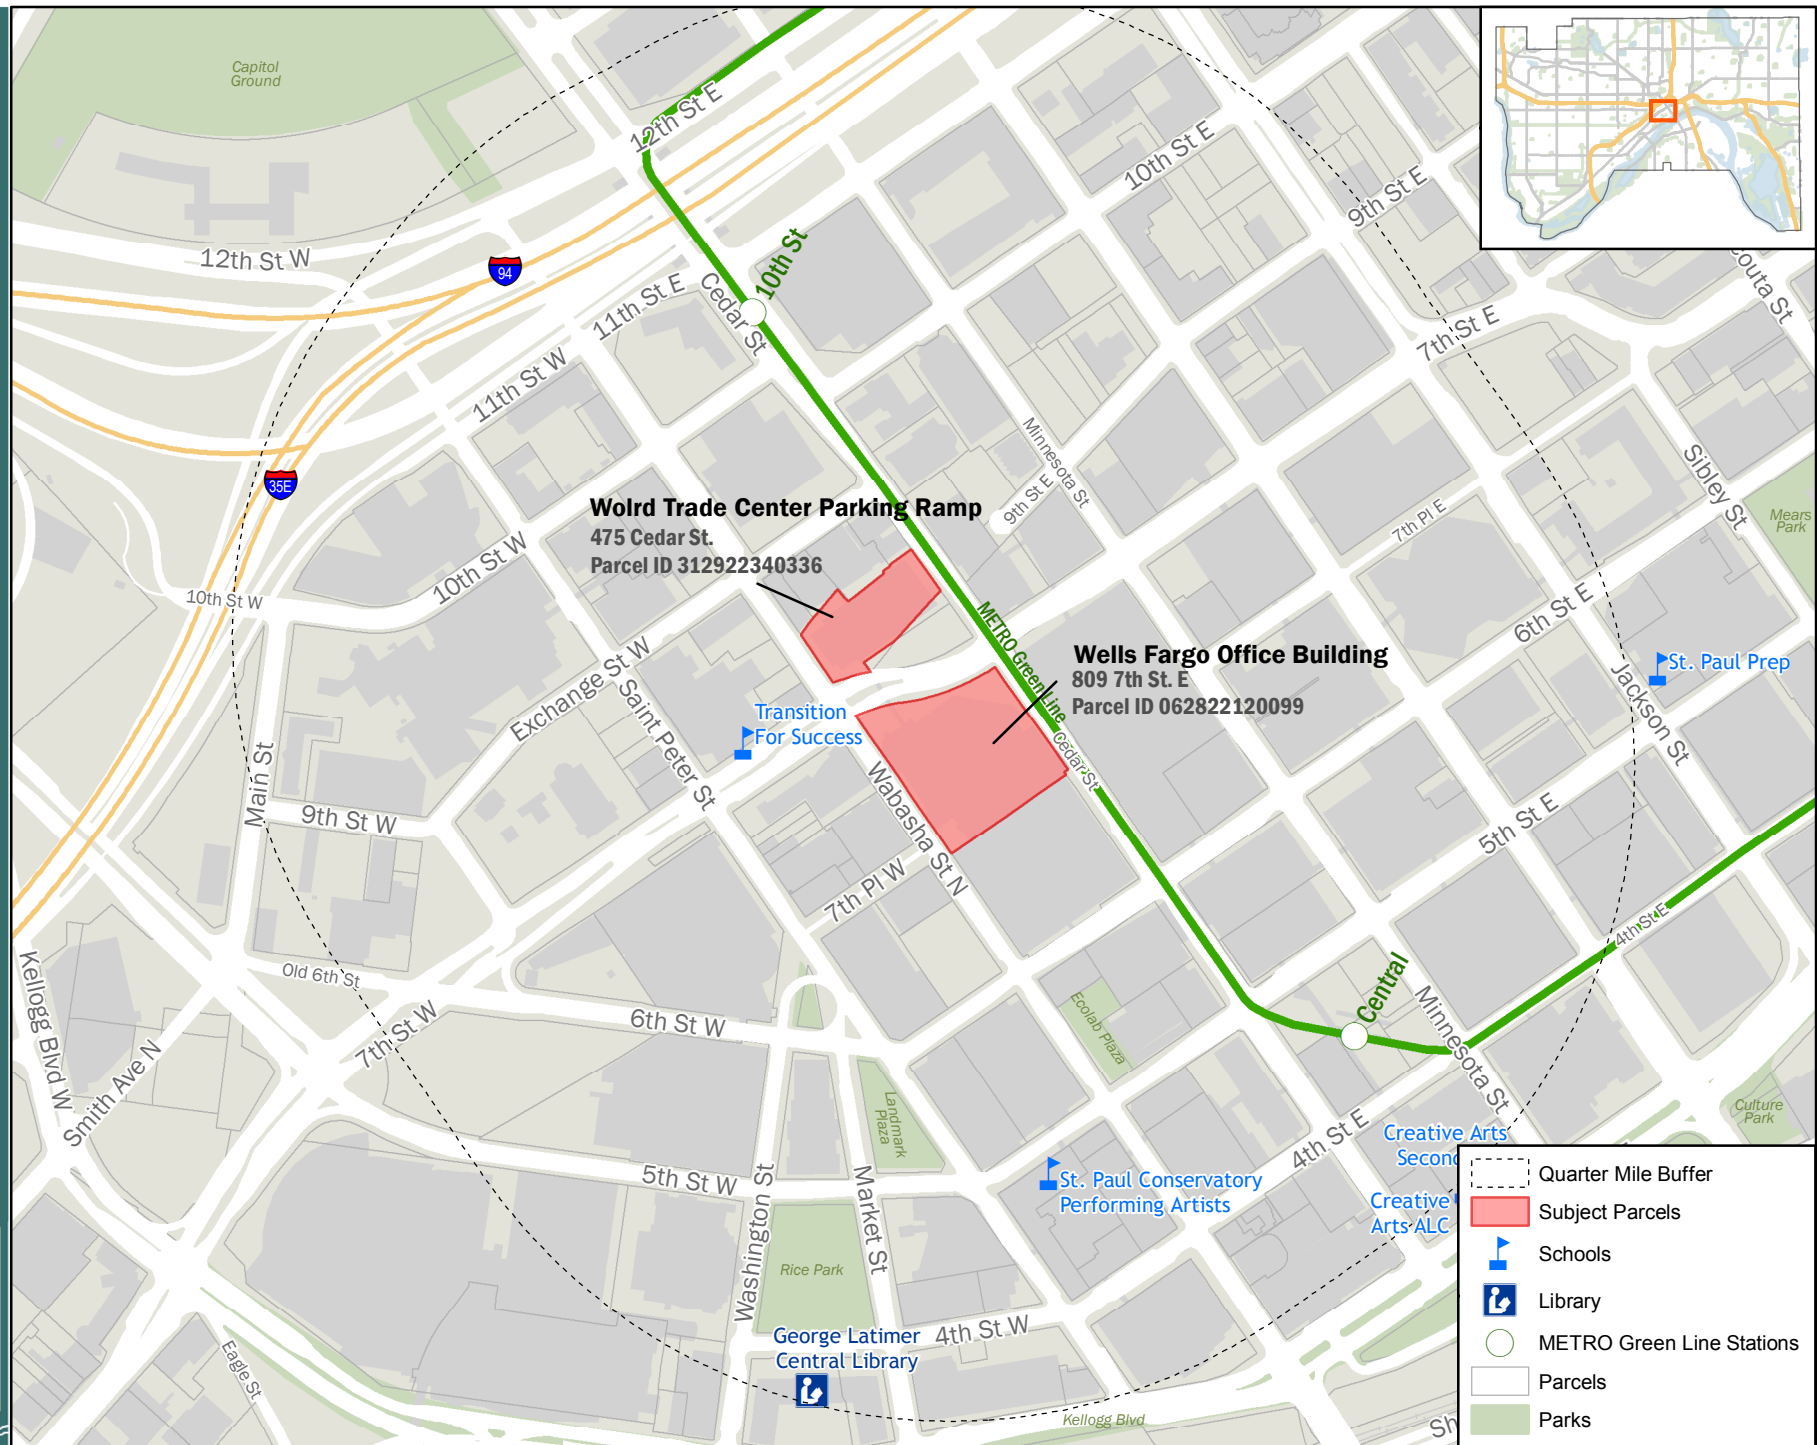 Capitol
Ground
12th St E
12th St W
94
11th St E
Cedar St
10th St
10th St E
9th St E
7th St E
11th St W
35E
Minnesota St
9th St E
7th Pl E
Sibley St
Mears
Park
Wolrd Trade Center Parking Ramp
475 Cedar St.
Parcel ID 312922340336
10th St W
10th St W
METRO Green Line
Wells Fargo Office Building
809 7th St. E
Parcel ID 062822120099
6th St E
St. Paul Prep
Jackson St
Exchange St W
Saint Peter St
Transition
For Success
Cedar St
Main St
9th St W
Wabasha St N
7th Pl W
5th St E
4th St E
Kellogg Blvd W
Old 6th St
Smith Ave N
7th St W
6th St W
Ecolab Plaza
Central
Minnesota St
Landmark
Plaza
Culture
Park
4th St E
Creative Arts
Creative
Arts ALC
St. Paul Conservatory
Performing Artists
5th St W
Washington St
Market St
Rice Park
4th St W
George Latimer
Central Library
Eagle St
Kellogg Blvd
Quarter Mile Buffer
Subject Parcels
Schools
Library
METRO Green Line Stations
Parcels
Parks